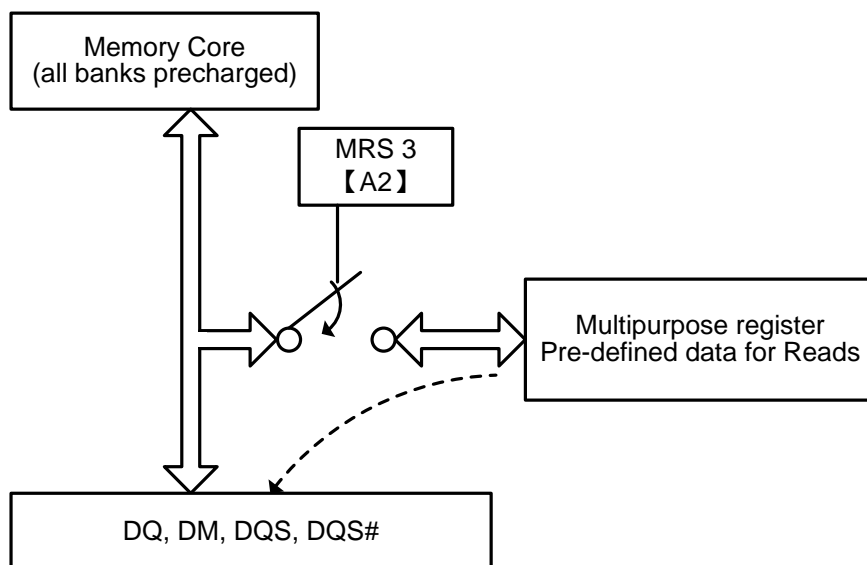 Memory Core
(all banks precharged)
MRS 3
【A2】
Multipurpose register
Pre-defined data for Reads
DQ, DM, DQS, DQS#